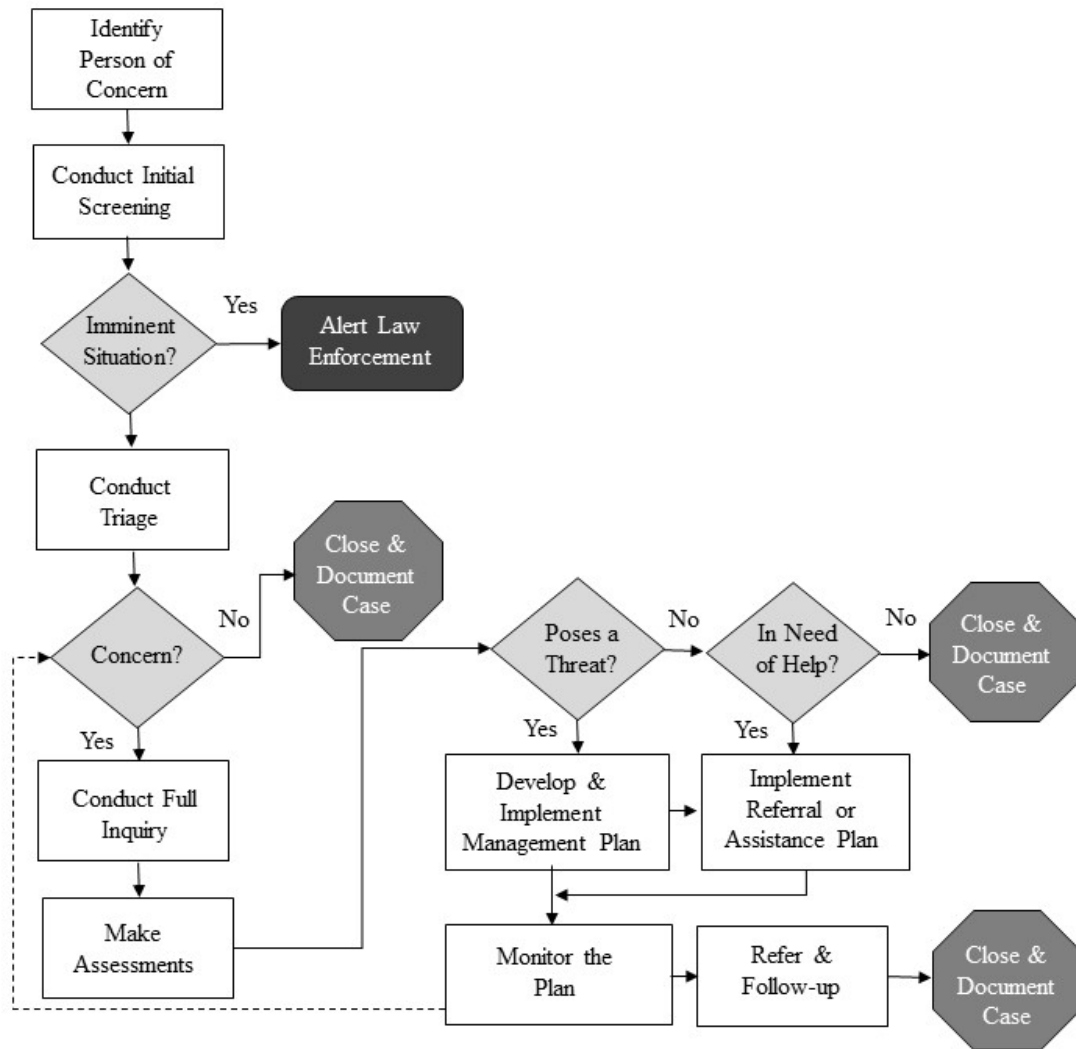 Identify
Person of
Concern
Conduct Initial
Screening
Imminent
Situation?
Yes
Alert Law
Enforcement
Conduct
Triage
Concern?
No
Close &
Document
Case
Yes
Conduct Full
Inquiry
Make
Assessments
Poses a
Threat?
No
In Need
of Help?
No
Close &
Document
Case
Yes
Develop &
Implement
Management Plan
Yes
Implement
Referral or
Assistance Plan
Monitor the
Plan
Refer &
Follow-up
Close &
Document
Case